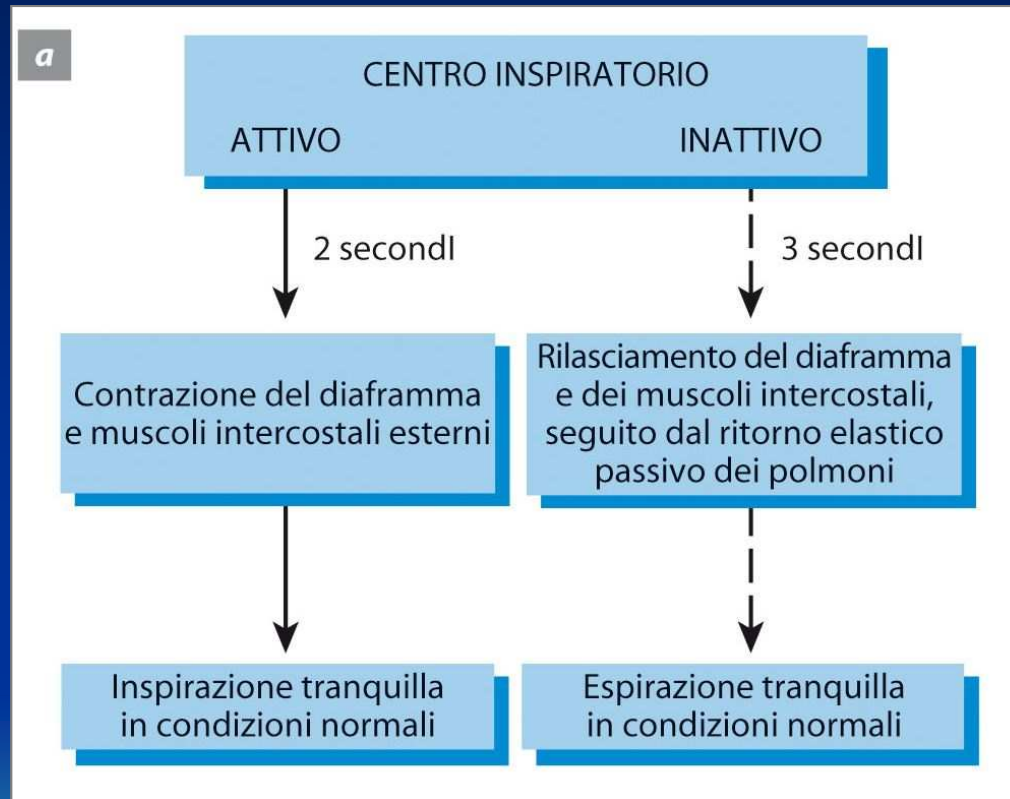 a
CENTRO INSPIRATORIO
ATTIVO
INATTIVO
2 secondI
3 secondI
Contrazione del diaframma
e muscoli intercostali esterni
Rilasciamento del diaframma
e dei muscoli intercostali,
seguito dal ritorno elastico
passivo dei polmoni
Inspirazione tranquilla
in condizioni normali
Espirazione tranquilla
in condizioni normali